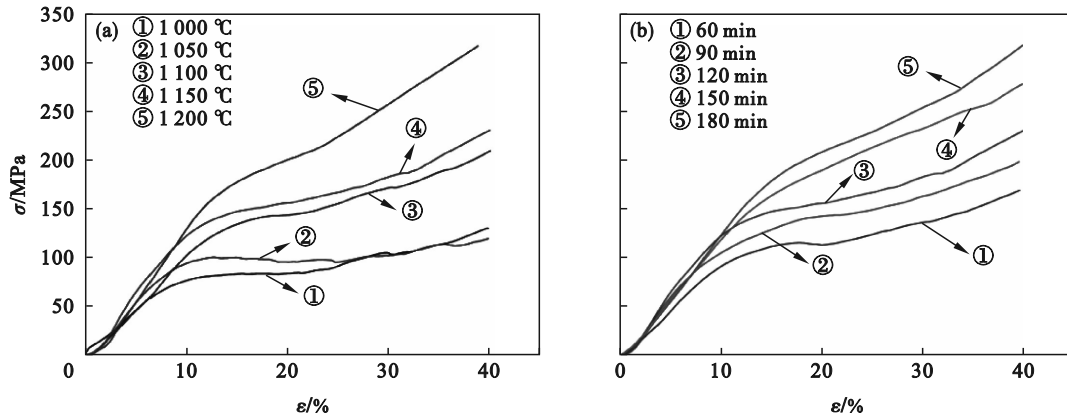 (a)
① 1 000 ℃
② 1 050 ℃
③ 1 100 ℃
④ 1 150 ℃
⑤ 1 200 ℃
350
300
250
200
150
100
50
0
10
20
30
40
σ/MPa
ε/%
⑤
④
③
②
①
(b)
① 60 min
② 90 min
③ 120 min
④ 150 min
⑤ 180 min
0
10
20
30
40
ε/%
⑤
④
③
②
①